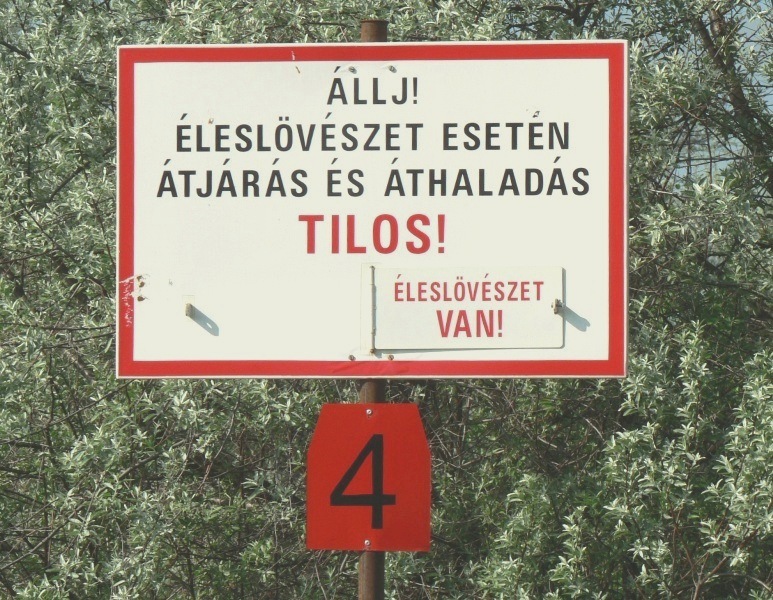 ÁLLJ!
ÉLESLÖVÉSZET ESETÉN
ÁTJÁRÁS ÉS ÁTHALADÁS
TILOS!
ÉLESLÖVÉSZET
VAN!
4